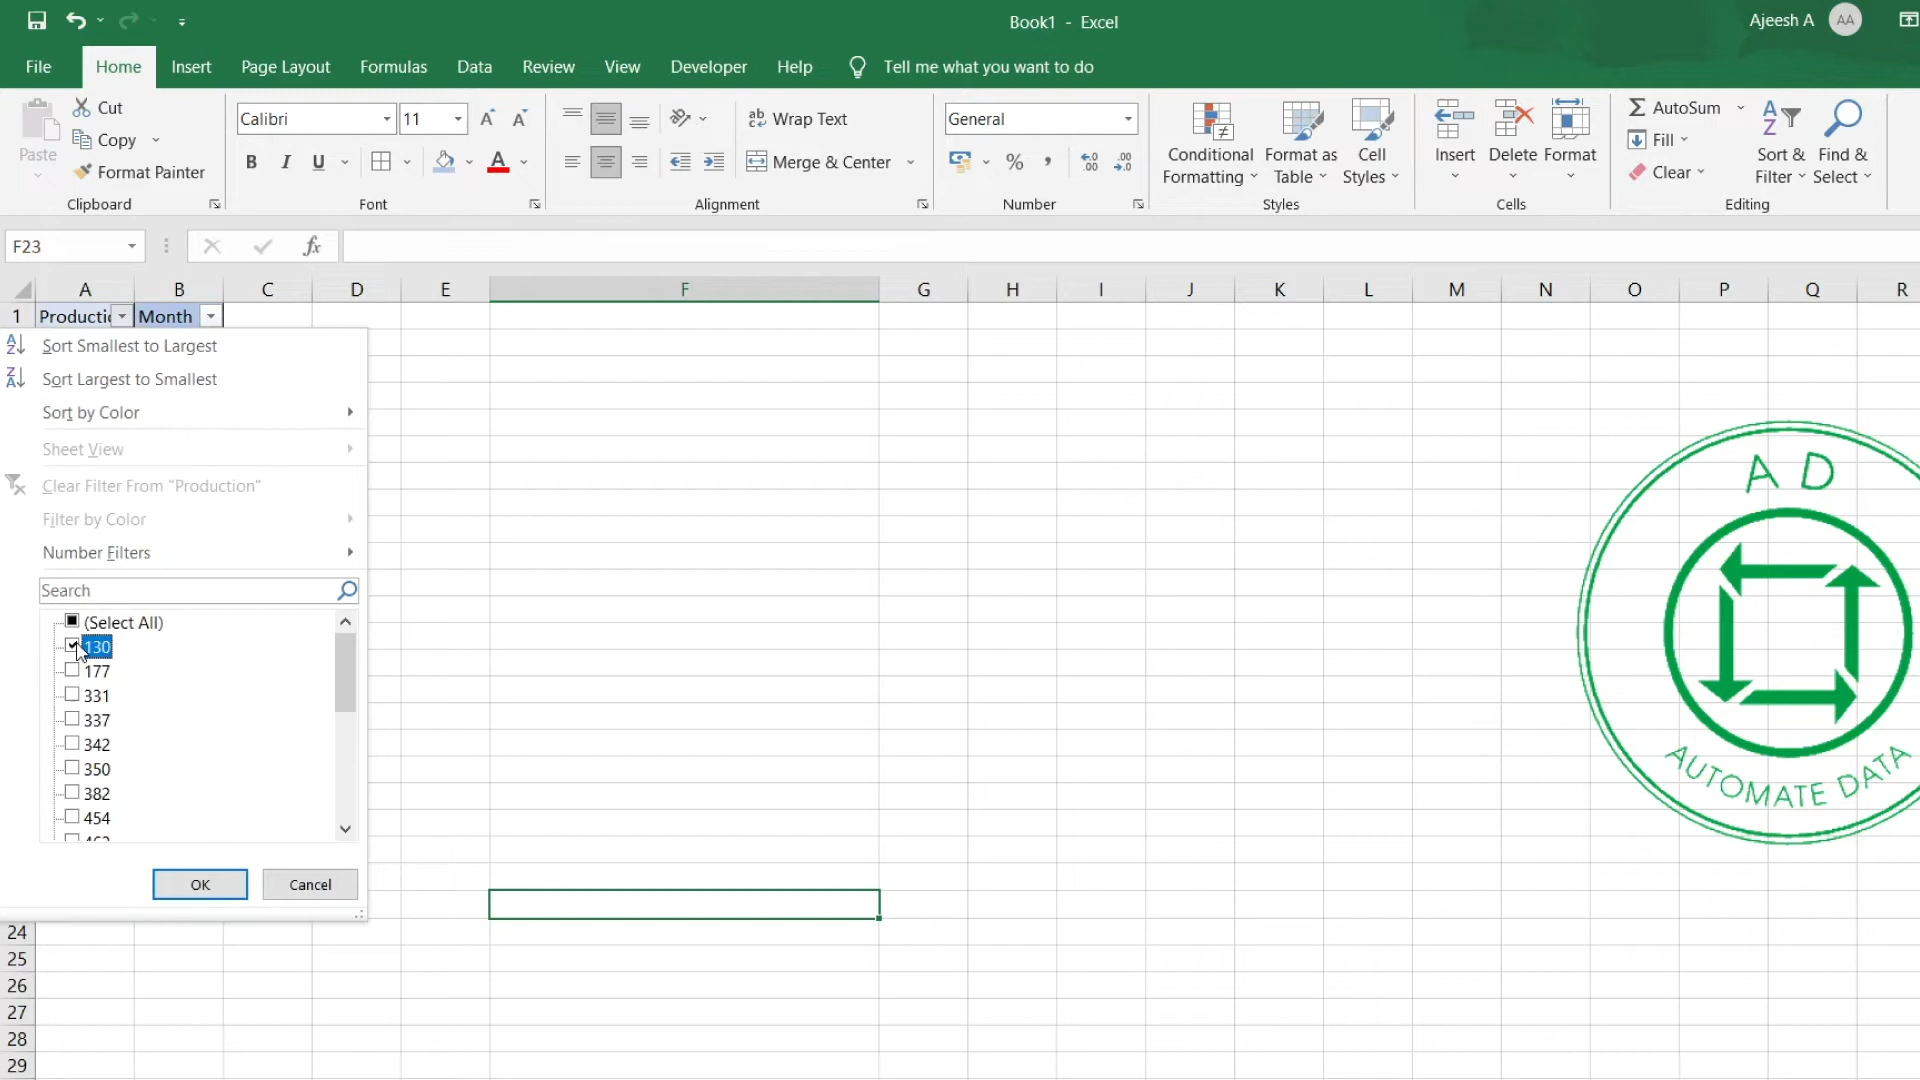 Book1 - Excel
Ajeesh A AA
File Home Insert Page Layout Formulas Data Review View Developer Help Tell me what you want to do
Paste
Cut
Copy
Format Painter
Clipboard
Calibri 11
B I U
Font
Wrap Text
Merge & Center
Alignment
General
%
Number
Conditional Formatting
Format as Table
Cell Styles
Styles
Insert Delete Format
Cells
AutoSum
Fill
Clear
Sort & Filter
Find & Select
Editing
F23 fx
A B C D E F G H I J K L M N O P Q R
1 Producti Month
Sort Smallest to Largest
Sort Largest to Smallest
Sort by Color
Sheet View
Clear Filter From "Production"
Filter by Color
Number Filters
Search
(Select All)
130
177
331
337
342
350
382
454
OK Cancel
24
25
26
27
28
29
A D
AUTOMATE DATA